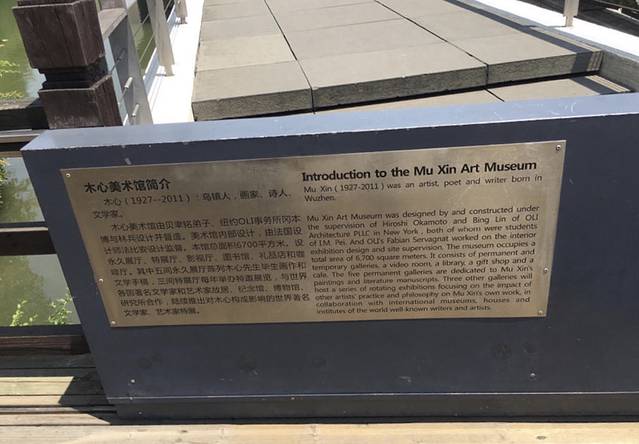 木心美术馆简介
木心（1927--2011）：乌镇人，画家、诗人、
文学家。
木心美术馆由贝聿铭弟子、纽约OLI事务所冈本
博与林兵设计并督造。美术馆内部设计，由法国设
计师法比安设计监督。本馆总面积6700平方米，设
永久展厅、特展厅、影视厅、图书馆、礼品店和咖
啡厅。其中五间永久展厅陈列木心先生毕生画作和
文学手稿，三间特展厅每年举办特邀展览，与世界
各国著名文学家和艺术家故居、纪念馆、博物馆、
研究所合作，陆续推出对木心构成影响的世界著名
文学家、艺术家特展。
Introduction to the Mu Xin Art Museum
Mu Xin (1927-2011) was an artist, poet and writer born in
Wuzhen.
Mu Xin Art Museum was designed by and constructed under
the supervision of Hiroshi Okamoto and Bing Lin of OLI
Architecture PLLC in New York , both of whom were students
of I.M. Pei. And OLI's Fabian Servagnat worked on the interior
exhibition design and site supervision. The museum occupies a
total area of 6,700 square meters. It consists of permanent and
temporary galleries, a video room, a library, a gift shop and a
cafe. The five permanent galleries are dedicated to Mu Xin's
paintings and literature manuscripts. Three other galleries will
host a series of rotating exhibitions focusing on the impact of
other artists' practice and philosophy on Mu Xin's own work, in
collaboration with international museums, houses and
institutes of the world well-known writers and artists.